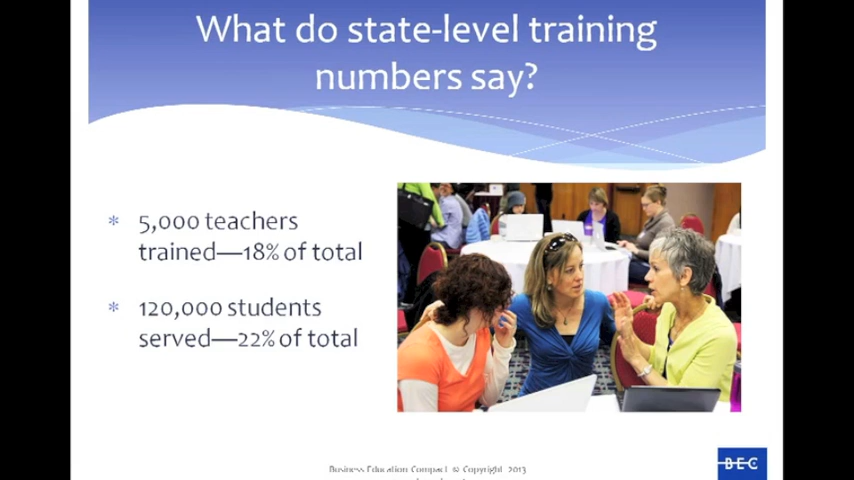 What do state-level training
numbers say?
* 5,000 teachers
trained—18% of total
* 120,000 students
served—22% of total
Business Education Compact © Copyright 2013
BEC